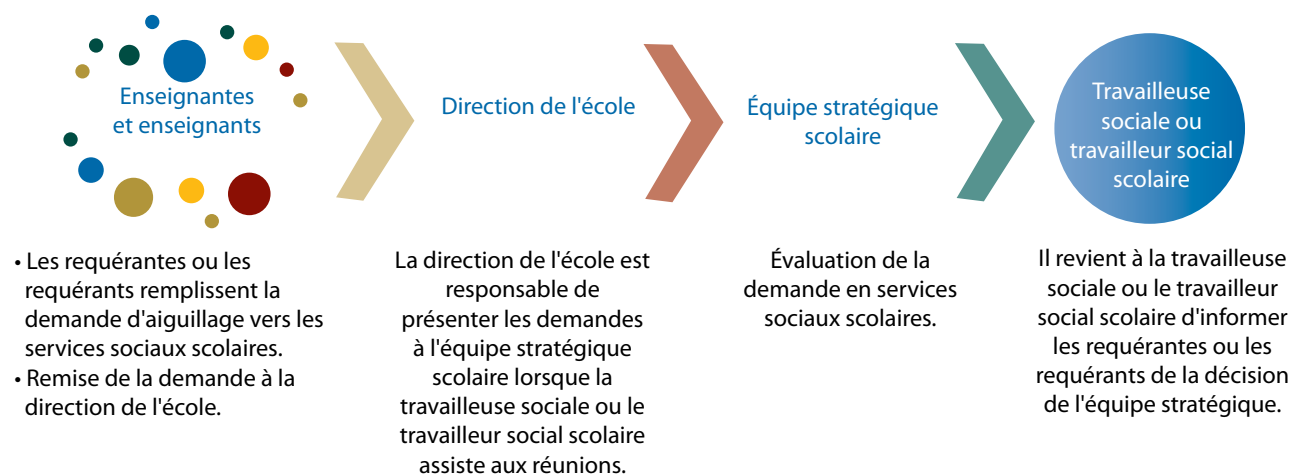 Enseignantes
et enseignants
Direction de l'école
Équipe stratégique
scolaire
Travailleuse
sociale ou
travailleur social
scolaire
• Les requérantes ou les
requérants remplissent la
demande d'aiguillage vers les
services sociaux scolaires.
• Remise de la demande à la
direction de l'école.
La direction de l'école est
responsable de
présenter les demandes
à l'équipe stratégique
scolaire lorsque la
travailleuse sociale ou le
travailleur social scolaire
assiste aux réunions.
Évaluation de la
demande en services
sociaux scolaires.
Il revient à la travailleuse
sociale ou le travailleur
social scolaire d'informer
les requérantes ou les
requérants de la décision
de l'équipe stratégique.